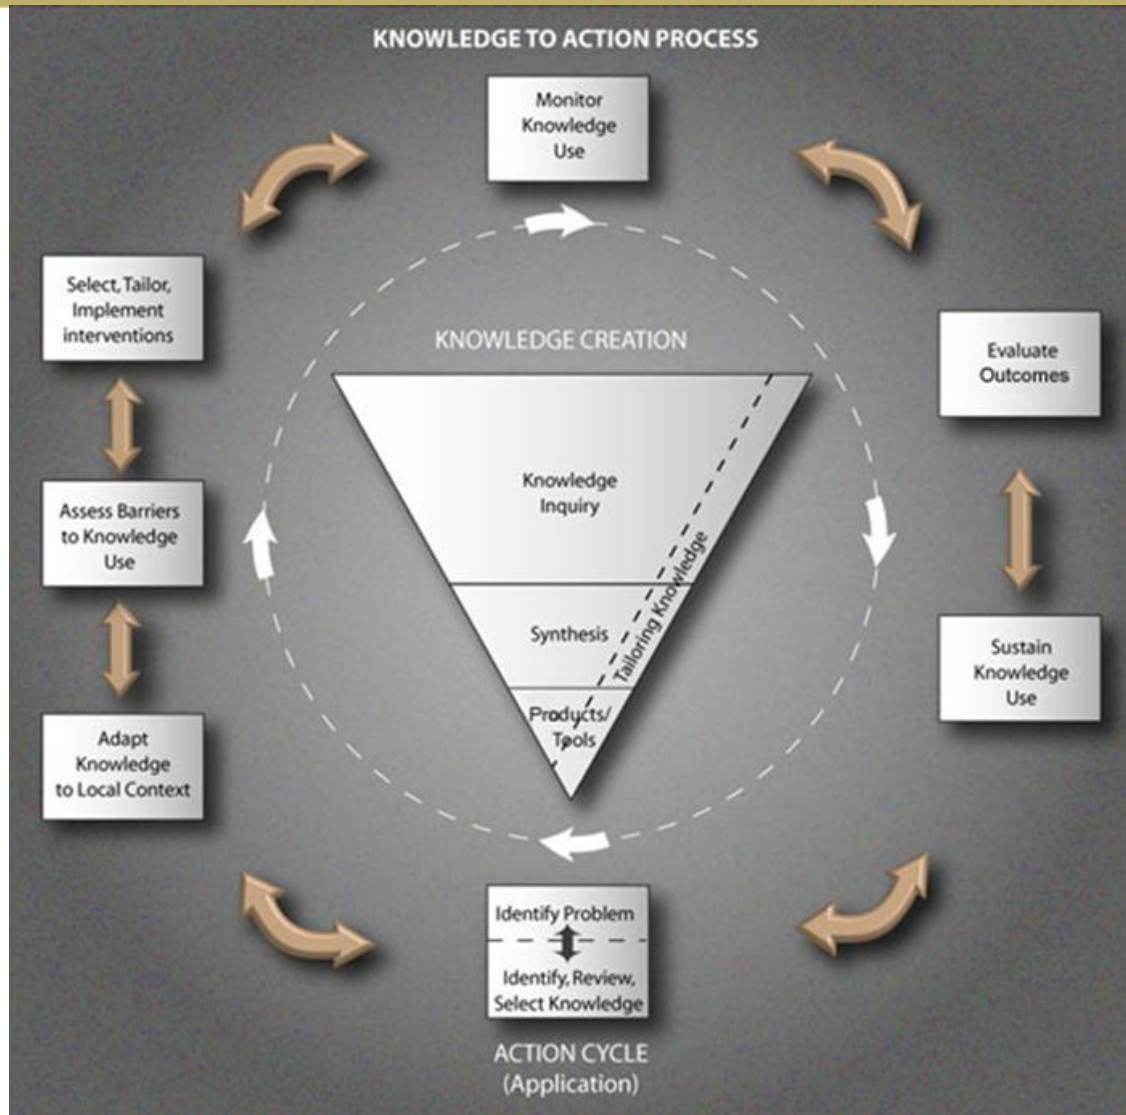 KNOWLEDGE TO ACTION PROCESS
Monitor
Knowledge
Use
Select, Tailor,
Implement
interventions
KNOWLEDGE CREATION
Evaluate
Outcomes
Knowledge
Inquiry
Assess Barriers
to Knowledge
Use
Tailoring Knowledge
Synthesis
Sustain
Knowledge
Use
Products/
Tools
Adapt
Knowledge
to Local Context
Identify Problem
Identify, Review,
Select Knowledge
ACTION CYCLE
(Application)